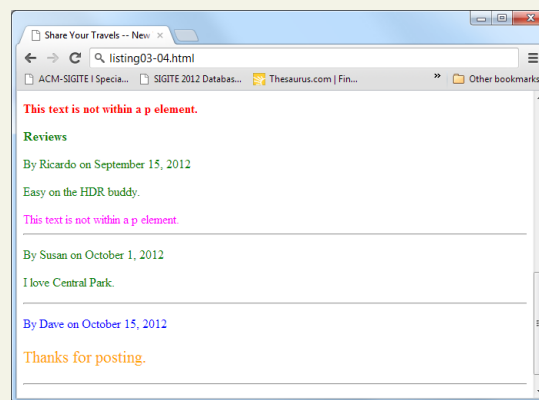 Share Your Travels -- New
listing03-04.html
ACM-SIGITE I Specia... SIGITE 2012 Databas... Thesaurus.com | Fin... » Other bookmarks
This text is not within a p element.
Reviews
By Ricardo on September 15, 2012
Easy on the HDR buddy.
This text is not within a p element.
By Susan on October 1, 2012
I love Central Park.
By Dave on October 15, 2012
Thanks for posting.